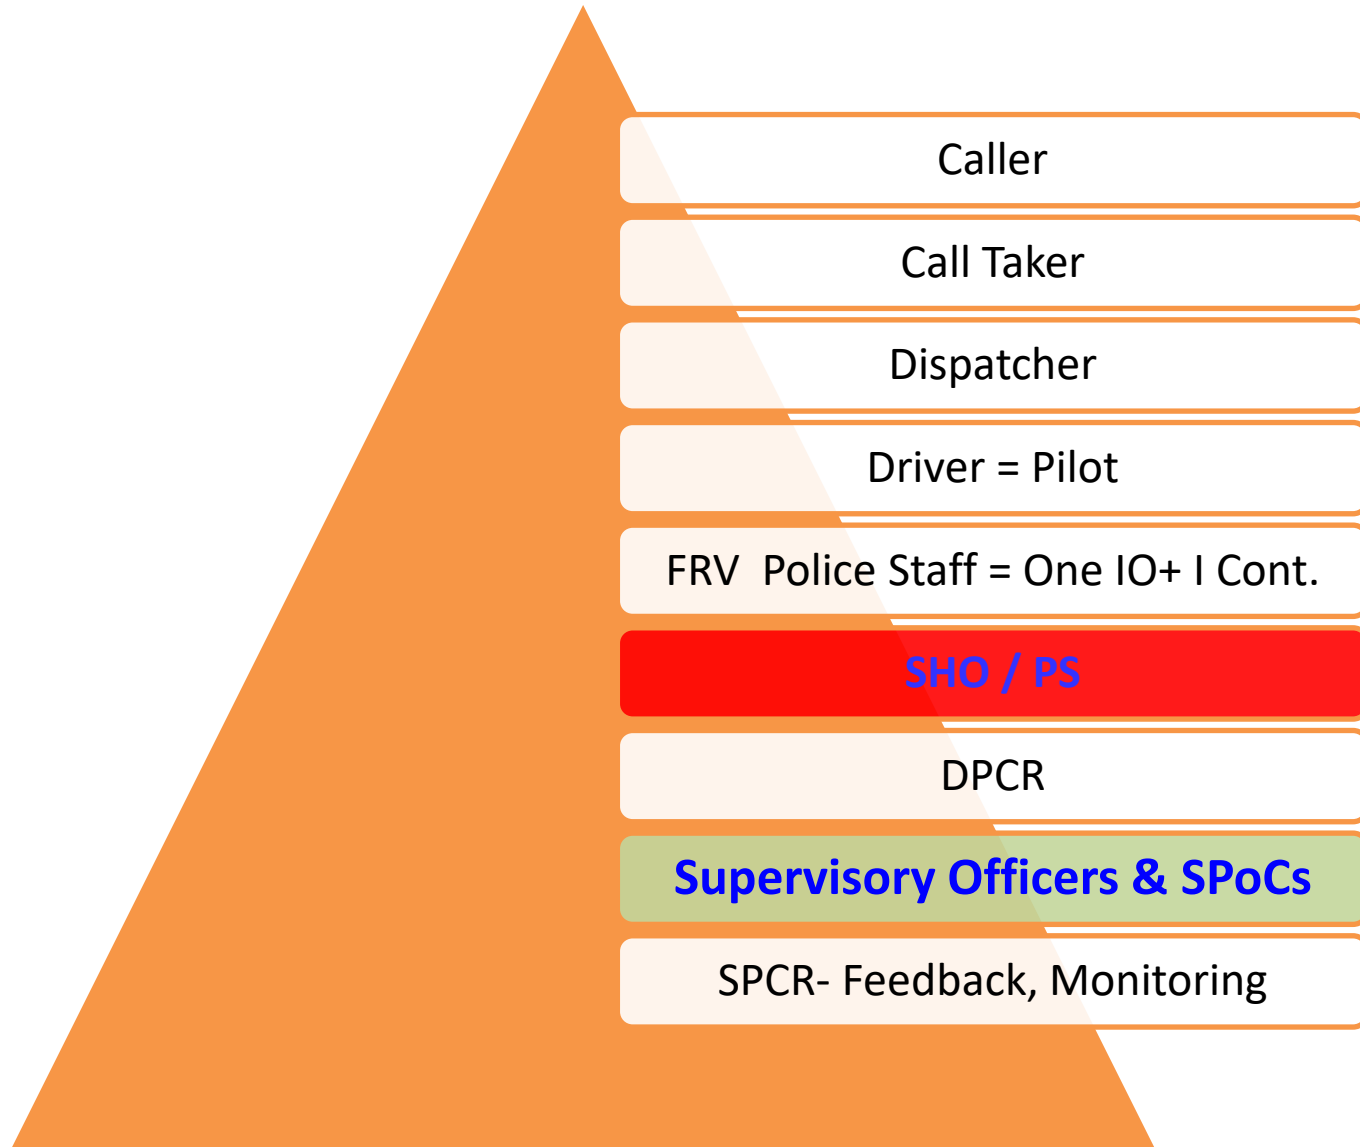 Caller
Call Taker
Dispatcher
Driver = Pilot
FRV  Police Staff = One IO+ I Cont.
SHO / PS
DPCR
Supervisory Officers & SPoCs
SPCR- Feedback, Monitoring